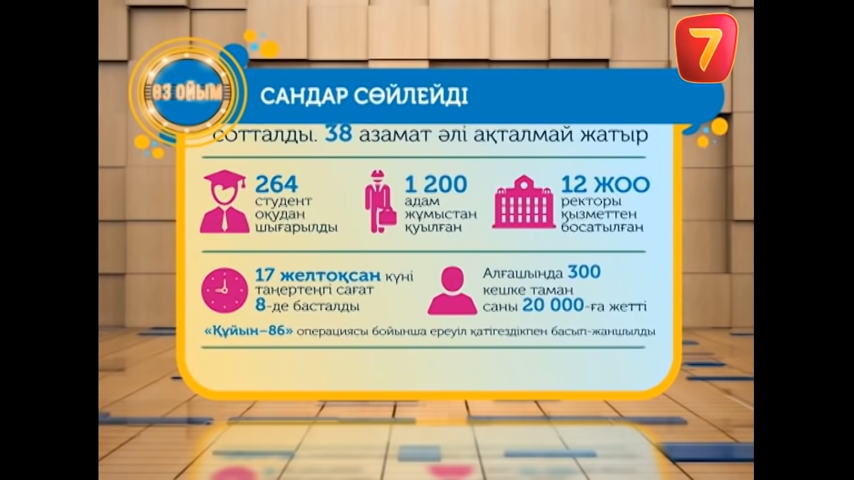 7
ӨЗ ОЙЫМ
САНДАР СӨЙЛЕЙДІ
сотталды. 38 азамат әлі ақталмай жатыр
264
студент
оқудан
шығарылды
1 200
адам
жұмыстан
қуылған
12 ЖОО
ректоры
қызметтен
босатылған
17 желтоқсан күні
таңертеңгі сағат
8-де басталды
Алғашында 300
кешке таман
саны 20 000-ға жетті
«Құйын–86» операциясы бойынша ереуіл қатігездікпен басып-жаншылды